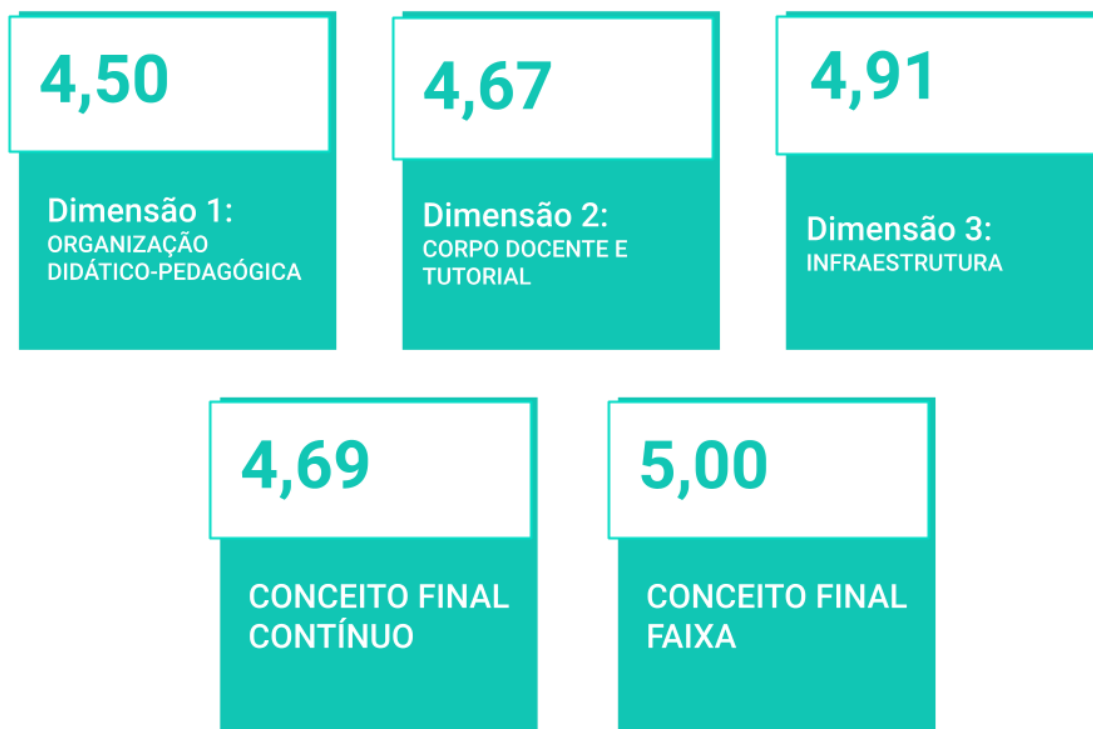 4,50
Dimensão 1:
ORGANIZAÇÃO
DIDÁTICO-PEDAGÓGICA
4,67
Dimensão 2:
CORPO DOCENTE E
TUTORIAL
4,91
Dimensão 3:
INFRAESTRUTURA
4,69
CONCEITO FINAL
CONTÍNUO
5,00
CONCEITO FINAL
FAIXA